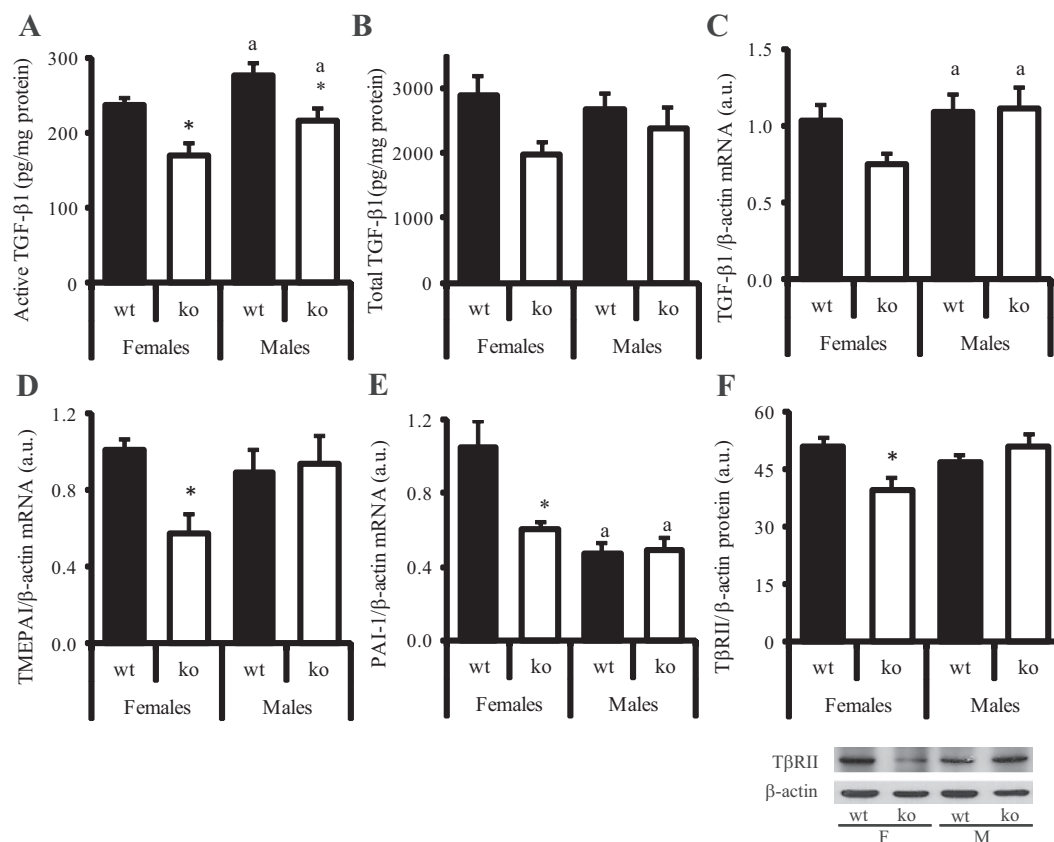 A
Active TGF-β1 (pg/mg protein)
300
200
100
0
a
a
*
*
wt
ko
wt
ko
Females
Males
B
Total TGF-β1(pg/mg protein)
3000
2000
1000
0
wt
ko
wt
ko
Females
Males
C
TGF-β1/β-actin mRNA (a.u.)
1.5
1.0
0.5
0.0
a
a
wt
ko
wt
ko
Females
Males
D
TMEPAI/β-actin mRNA (a.u.)
1.2
0.8
0.4
0.0
*
wt
ko
wt
ko
Females
Males
E
PAI-1/β-actin mRNA (a.u.)
1.2
0.8
0.4
0.0
*
a
a
wt
ko
wt
ko
Females
Males
F
TβRII/β-actin protein (a.u.)
60
45
30
15
0
*
wt
ko
wt
ko
Females
Males
TβRII
β-actin
wt
ko
wt
ko
F
M